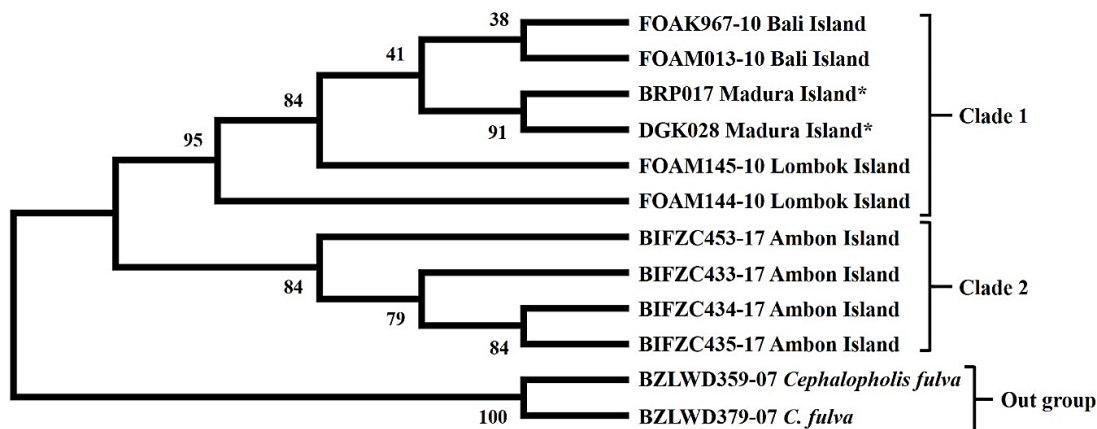 38
FOAK967-10 Bali Island
FOAM013-10 Bali Island
41
BRP017 Madura Island*
84
DGK028 Madura Island*
91
Clade 1
95
FOAM145-10 Lombok Island
FOAM144-10 Lombok Island
BIFZC453-17 Ambon Island
84
BIFZC433-17 Ambon Island
Clade 2
79
BIFZC434-17 Ambon Island
84
BIFZC435-17 Ambon Island
BZLWD359-07 Cephalopholis fulva
Out group
100
BZLWD379-07 C. fulva